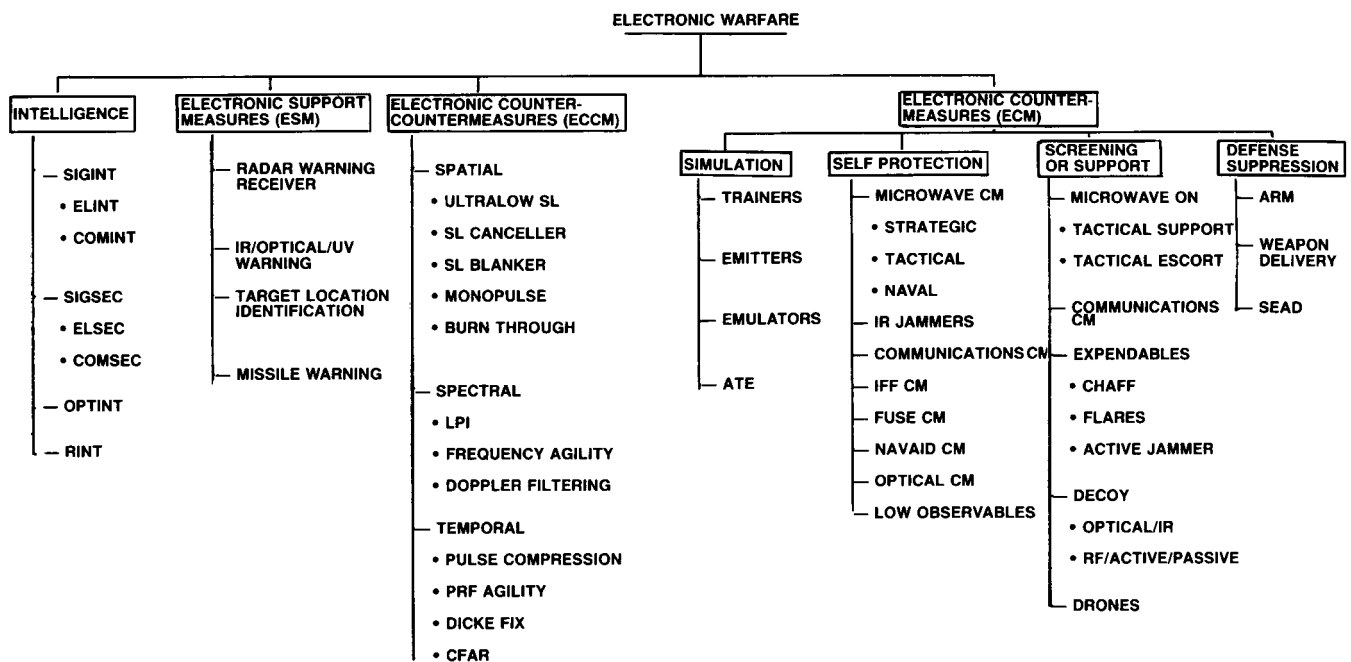 ELECTRONIC WARFARE
INTELLIGENCE
— SIGINT
• ELINT
• COMINT
— SIGSEC
• ELSEC
• COMSEC
— OPTINT
— RINT
ELECTRONIC SUPPORT
MEASURES (ESM)
— RADAR WARNING
RECEIVER
— IR/OPTICAL/UV
WARNING
— TARGET LOCATION
IDENTIFICATION
— MISSILE WARNING
ELECTRONIC COUNTER-
COUNTERMEASURES (ECCM)
— SPATIAL
• ULTRALOW SL
• SL CANCELLER
• SL BLANKER
• MONOPULSE
• BURN THROUGH
— SPECTRAL
• LPI
• FREQUENCY AGILITY
• DOPPLER FILTERING
— TEMPORAL
• PULSE COMPRESSION
• PRF AGILITY
• DICKE FIX
• CFAR
ELECTRONIC COUNTER-
MEASURES (ECM)
SIMULATION
— TRAINERS
— EMITTERS
— EMULATORS
— ATE
SELF PROTECTION
— MICROWAVE CM
• STRATEGIC
• TACTICAL
• NAVAL
— IR JAMMERS
— COMMUNICATIONS CM
— IFF CM
— FUSE CM
— NAVAID CM
— OPTICAL CM
— LOW OBSERVABLES
SCREENING
OR SUPPORT
— MICROWAVE ON
• TACTICAL SUPPORT
• TACTICAL ESCORT
— COMMUNICATIONS
CM
— EXPENDABLES
• CHAFF
• FLARES
• ACTIVE JAMMER
— DECOY
• OPTICAL/IR
• RF/ACTIVE/PASSIVE
— DRONES
DEFENSE
SUPPRESSION
— ARM
— WEAPON
DELIVERY
— SEAD